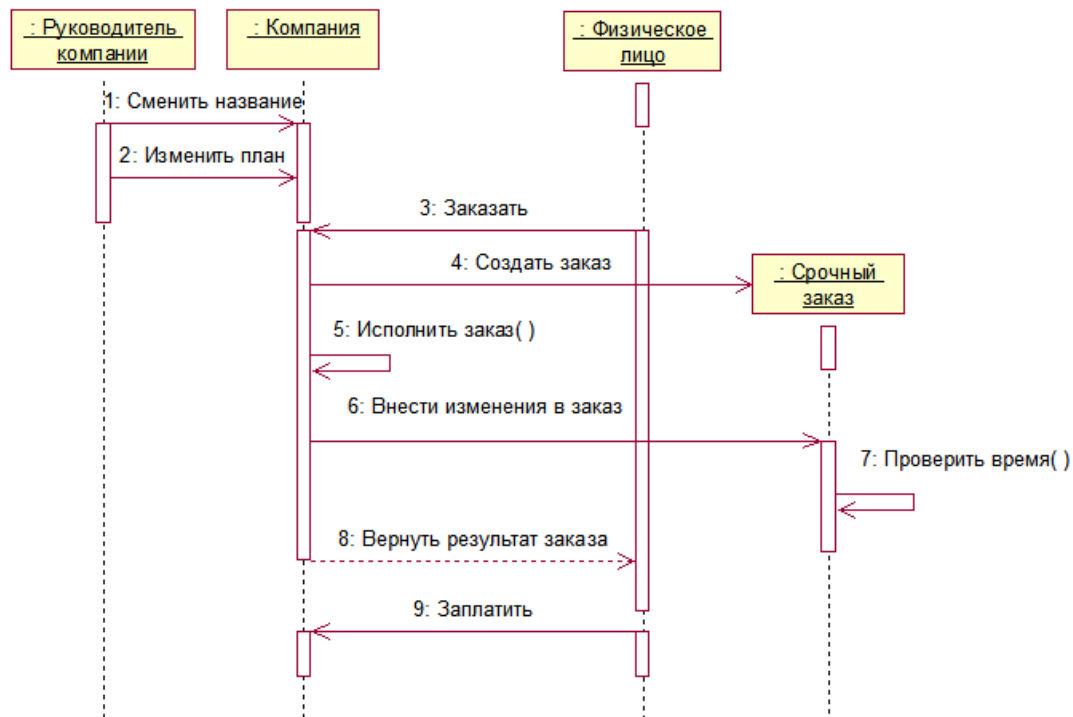 : Руководитель
компании
: Компания
: Физическое
лицо
1: Сменить название
2: Изменить план
3: Заказать
4: Создать заказ
: Срочный
заказ
5: Исполнить заказ( )
6: Внести изменения в заказ
7: Проверить время( )
8: Вернуть результат заказа
9: Заплатить